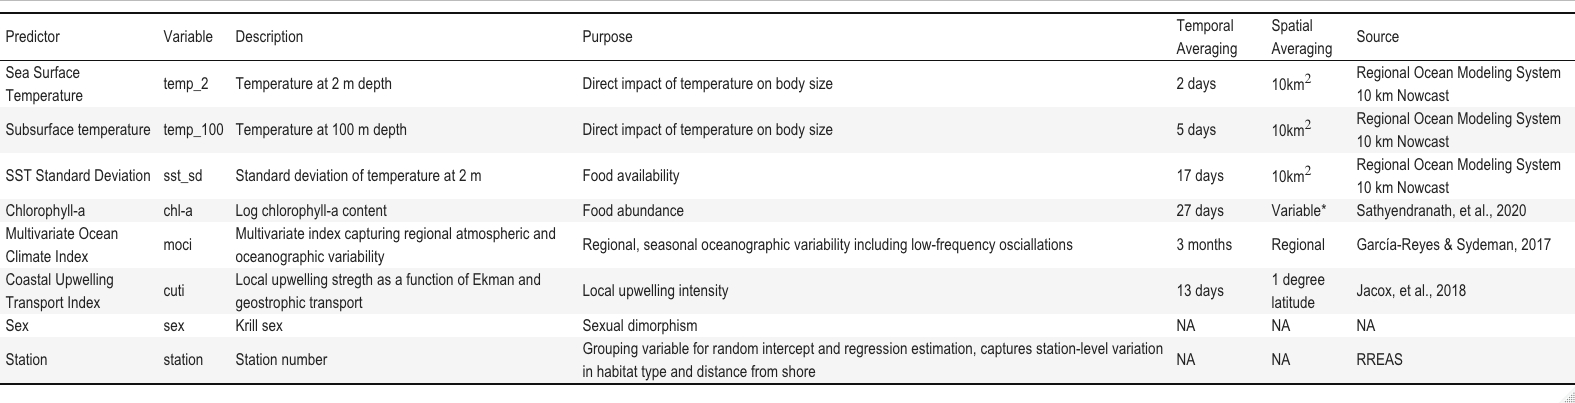 Predictor Variable Description Purpose Temporal Averaging Spatial Averaging Source
Sea Surface Temperature temp_2 Temperature at 2 m depth Direct impact of temperature on body size 2 days 10km² Regional Ocean Modeling System 10 km Nowcast
Subsurface temperature temp_100 Temperature at 100 m depth Direct impact of temperature on body size 5 days 10km² Regional Ocean Modeling System 10 km Nowcast
SST Standard Deviation sst_sd Standard deviation of temperature at 2 m Food availability 17 days 10km² Regional Ocean Modeling System 10 km Nowcast
Chlorophyll-a chl-a Log chlorophyll-a content Food abundance 27 days Variable* Sathyendranath, et al., 2020
Multivariate Ocean Climate Index moci Multivariate index capturing regional atmospheric and oceanographic variability Regional, seasonal oceanographic variability including low-frequency osciallations 3 months Regional García-Reyes & Sydeman, 2017
Coastal Upwelling Transport Index cuti Local upwelling stregth as a function of Ekman and geostrophic transport Local upwelling intensity 13 days 1 degree latitude Jacox, et al., 2018
Sex sex Krill sex Sexual dimorphism NA NA NA
Station station Station number Grouping variable for random intercept and regression estimation, captures station-level variation in habitat type and distance from shore NA NA RREAS